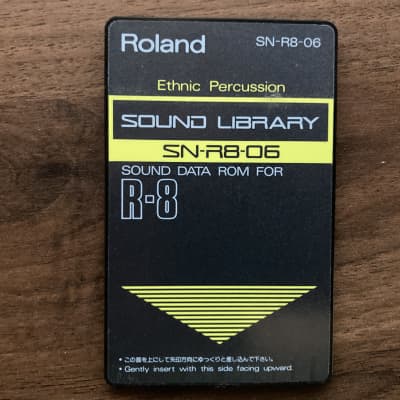 Roland SN-R8-06
Ethnic Percussion
SOUND LIBRARY
SN-R8-06
SOUND DATA ROM FOR
R-8
• この面を上にして矢印方向にゆっくりと差し込んで下さい。
• Gently insert with this side facing upward.